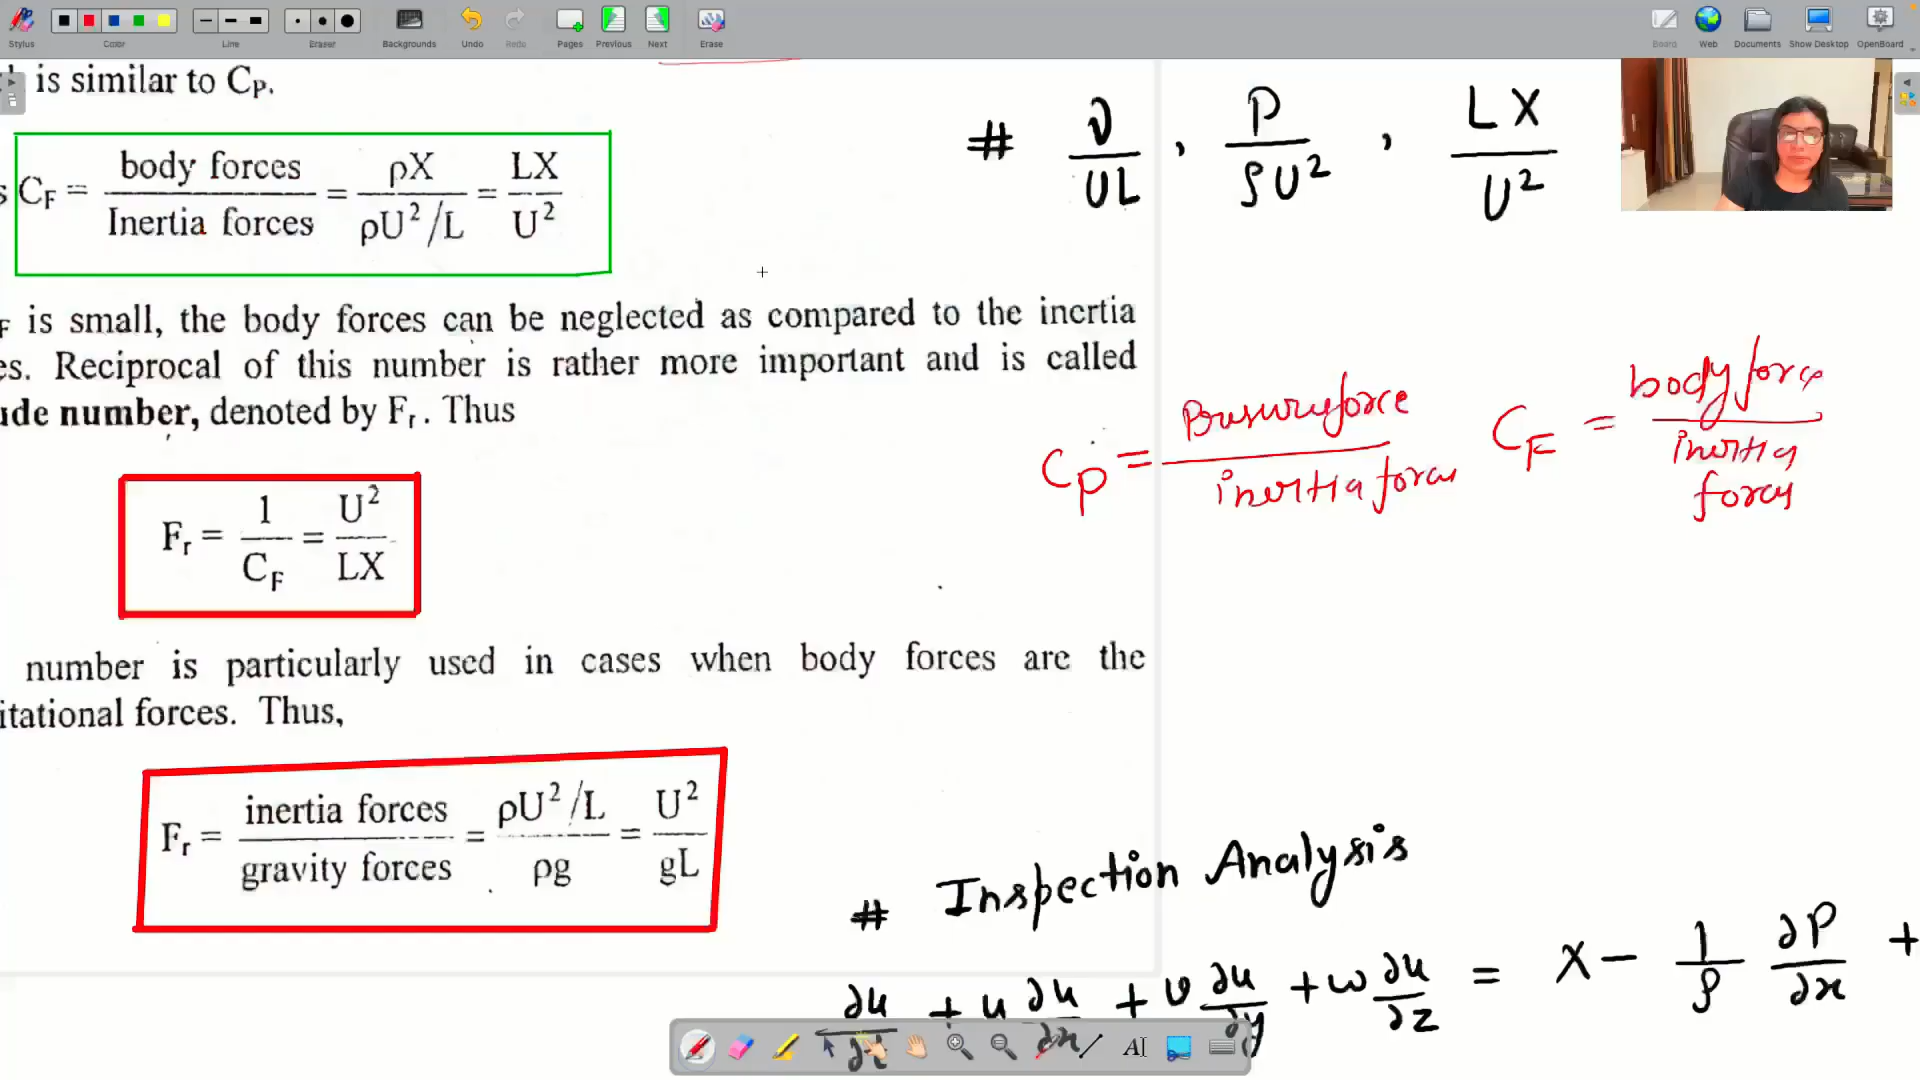 Stylus
Color
Line
Eraser
Backgrounds
Undo
Redo
Pages
Previous
Next
Erase
Board
Web
Documents
Show Desktop
OpenBoard
is similar to C_P.
s C_F = body forces / Inertia forces = ρX / ρU²/L = LX / U²
F is small, the body forces can be neglected as compared to the inertia
es. Reciprocal of this number is rather more important and is called
ude number, denoted by F_r. Thus
F_r = 1 / C_F = U² / LX
number is particularly used in cases when body forces are the
itational forces. Thus,
F_r = inertia forces / gravity forces = ρU²/L / ρg = U² / gL
# ν / UL , P / ρU² , LX / U²
C_P = Pressure force / inertia forces
C_F = body force / inertia forces
# Inspection Analysis
∂u / ∂t + u ∂u / ∂x + v ∂u / ∂y + w ∂u / ∂z = X - 1 / ρ ∂P / ∂x +